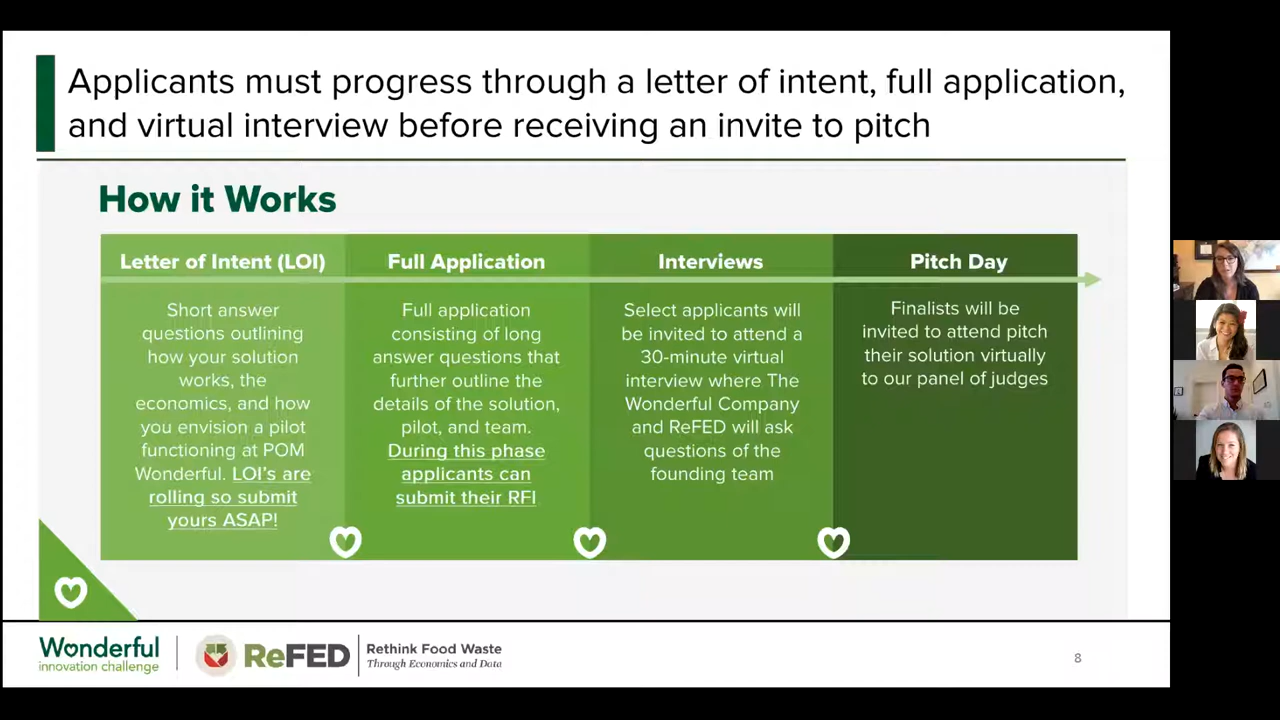 Applicants must progress through a letter of intent, full application,
and virtual interview before receiving an invite to pitch
How it Works
Letter of Intent (LOI)
Short answer
questions outlining
how your solution
works, the
economics, and how
you envision a pilot
functioning at POM
Wonderful. LOI's are
rolling so submit
yours ASAP!
Full Application
Full application
consisting of long
answer questions that
further outline the
details of the solution,
pilot, and team.
During this phase
applicants can
submit their RFI
Interviews
Select applicants will
be invited to attend a
30-minute virtual
interview where The
Wonderful Company
and ReFED will ask
questions of the
founding team
Pitch Day
Finalists will be
invited to attend pitch
their solution virtually
to our panel of judges
Wonderful
innovation challenge
ReFED
Rethink Food Waste
Through Economics and Data
8